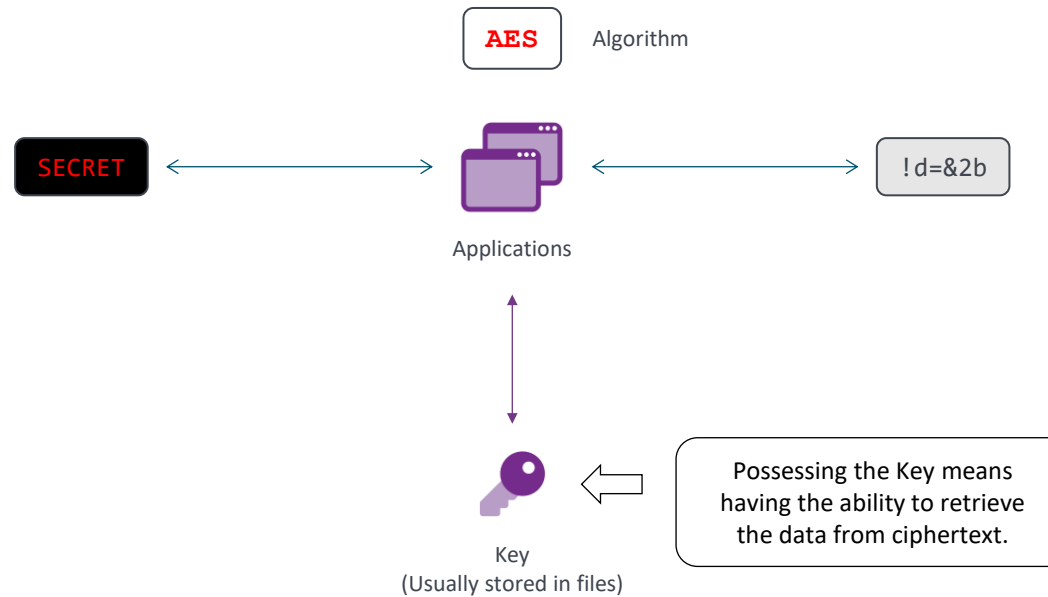 AES
Algorithm
SECRET
!d=&2b
Applications
Possessing the Key means
having the ability to retrieve
the data from ciphertext.
Key
(Usually stored in files)